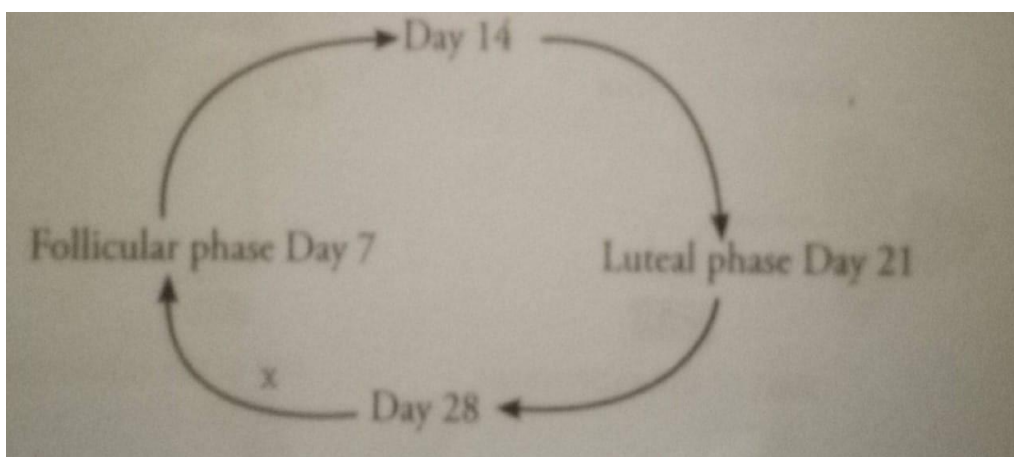 Day 14
Follicular phase Day 7
Luteal phase Day 21
x
Day 28